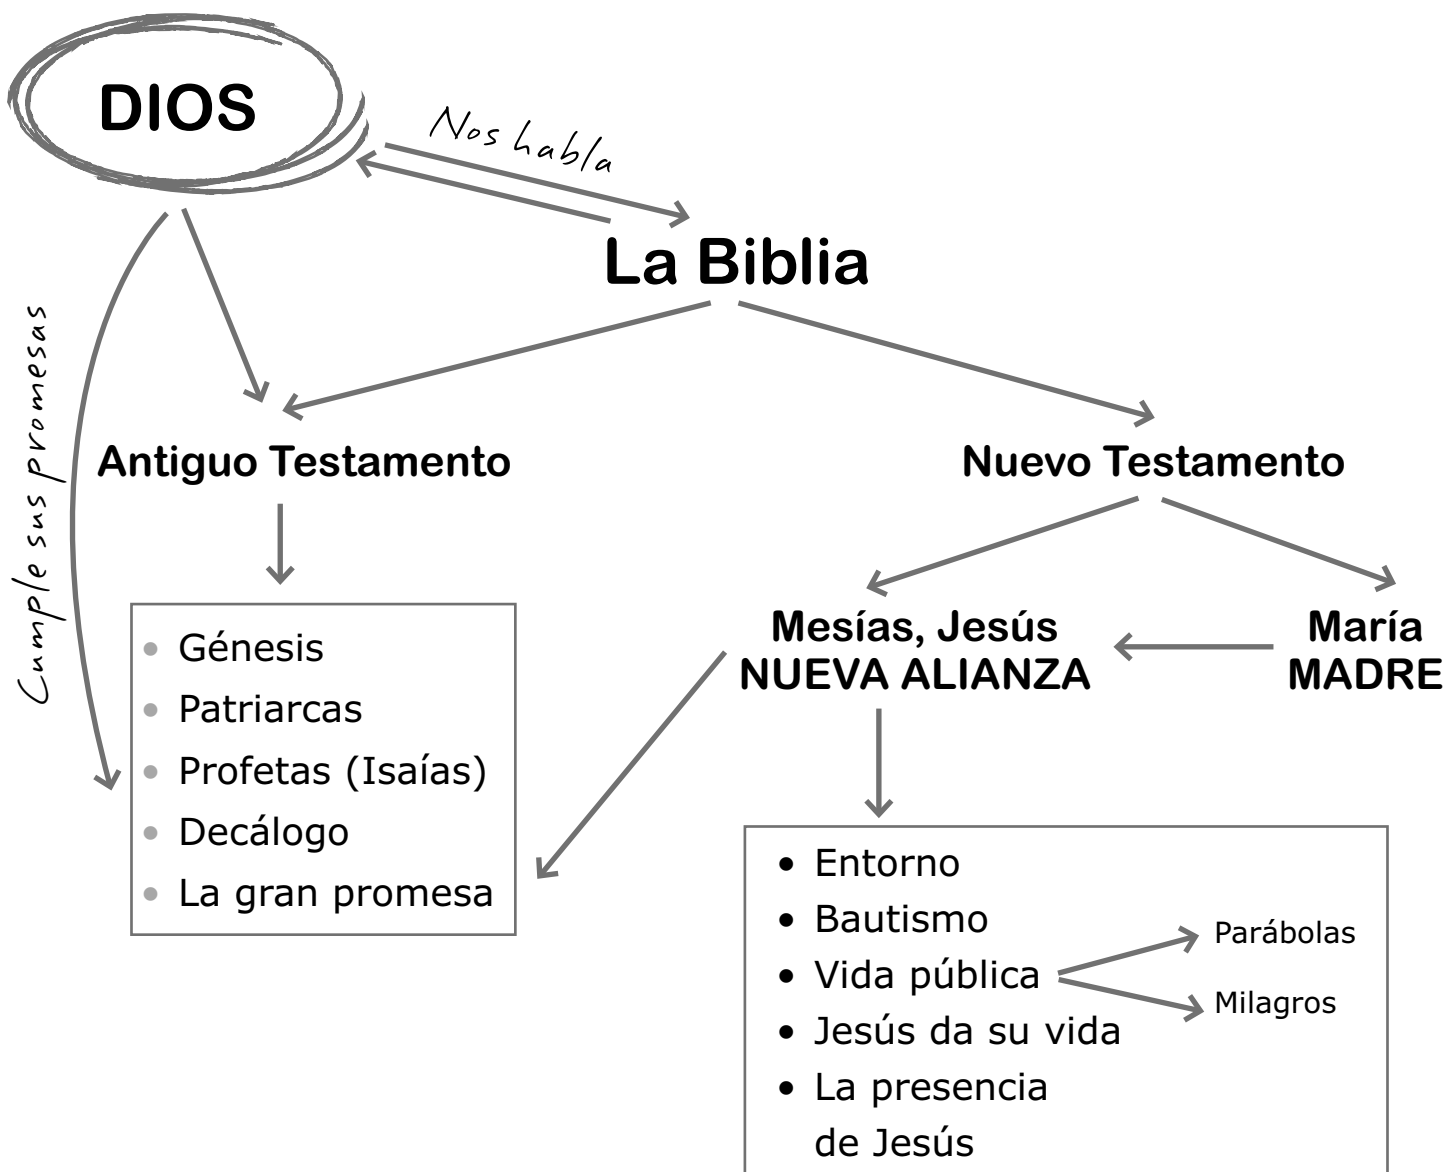 DIOS
Nos habla
La Biblia
Cumple sus promesas
Antiguo Testamento
Nuevo Testamento
Génesis
Patriarcas
Profetas (Isaías)
Decálogo
La gran promesa
Mesías, Jesús
NUEVA ALIANZA
María
MADRE
Entorno
Bautismo
Vida pública
Parábolas
Milagros
Jesús da su vida
La presencia
de Jesús